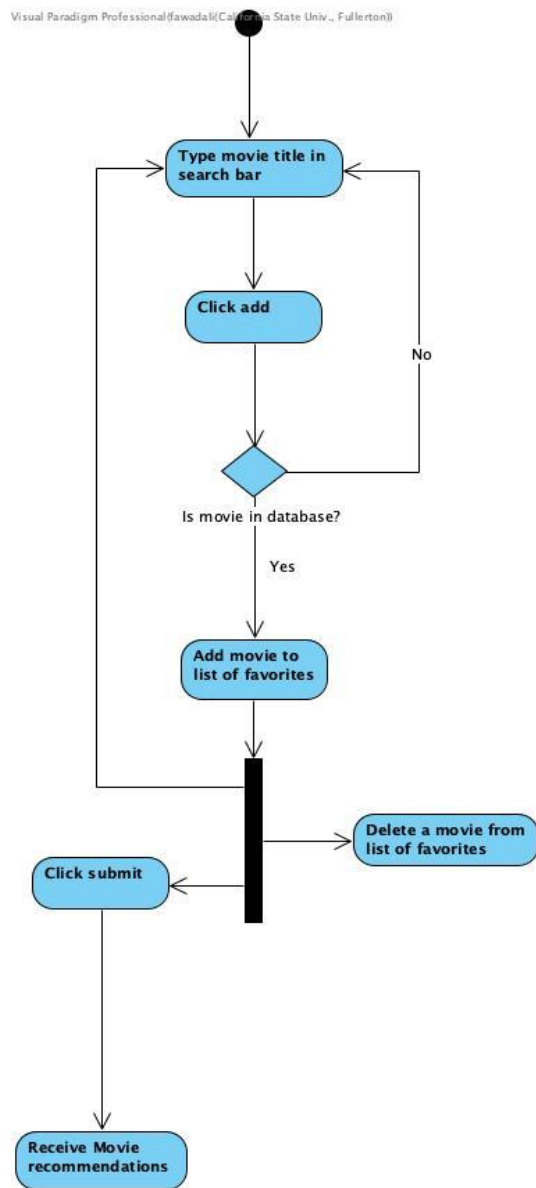 Visual Paradigm Professional(fawadali(California State Univ., Fullerton))
Type movie title in
search bar
Click add
No
Is movie in database?
Yes
Add movie to
list of favorites
Delete a movie from
list of favorites
Click submit
Receive Movie
recommendations